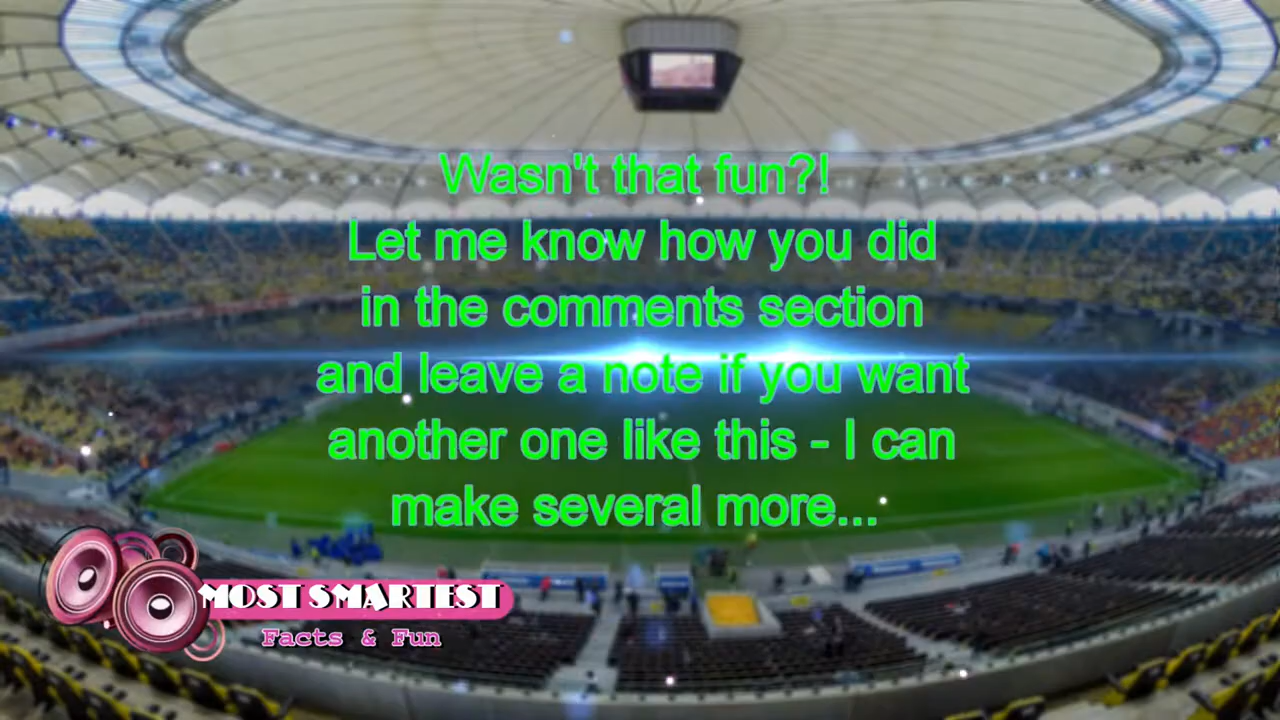 Wasn't that fun?!
Let me know how you did
in the comments section
and leave a note if you want
another one like this - I can
make several more...
MOST SMARTEST
Facts & Fun